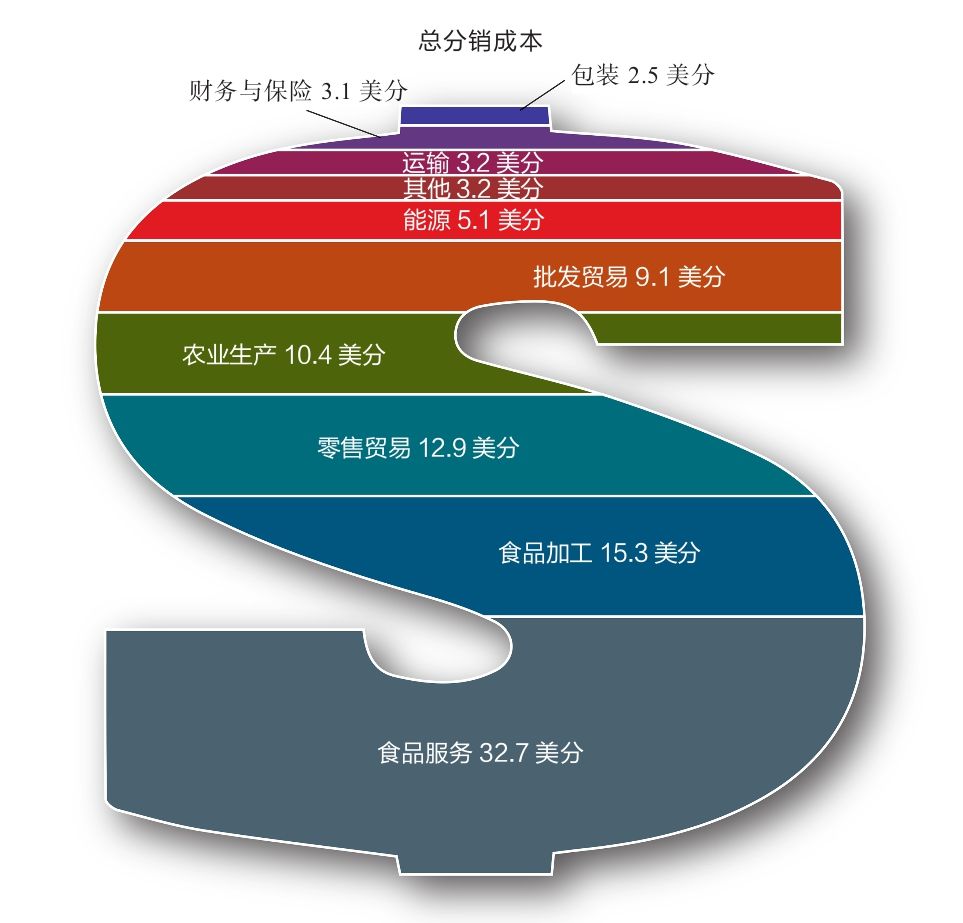 总分销成本
包装 2.5 美分
财务与保险 3.1 美分
运输 3.2 美分
其他 3.2 美分
能源 5.1 美分
批发贸易 9.1 美分
农业生产 10.4 美分
零售贸易 12.9 美分
食品加工 15.3 美分
食品服务 32.7 美分